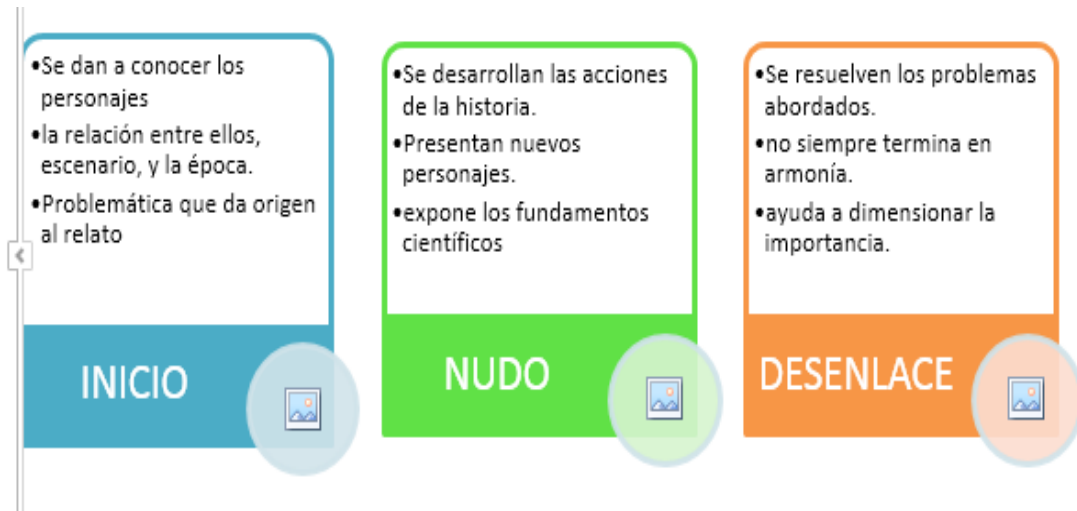 •Se dan a conocer los
personajes
•la relación entre ellos,
escenario, y la época.
•Problemática que da origen
al relato
INICIO
•Se desarrollan las acciones
de la historia.
•Presentan nuevos
personajes.
•expone los fundamentos
científicos
NUDO
•Se resuelven los problemas
abordados.
•no siempre termina en
armonía.
•ayuda a dimensionar la
importancia.
DESENLACE